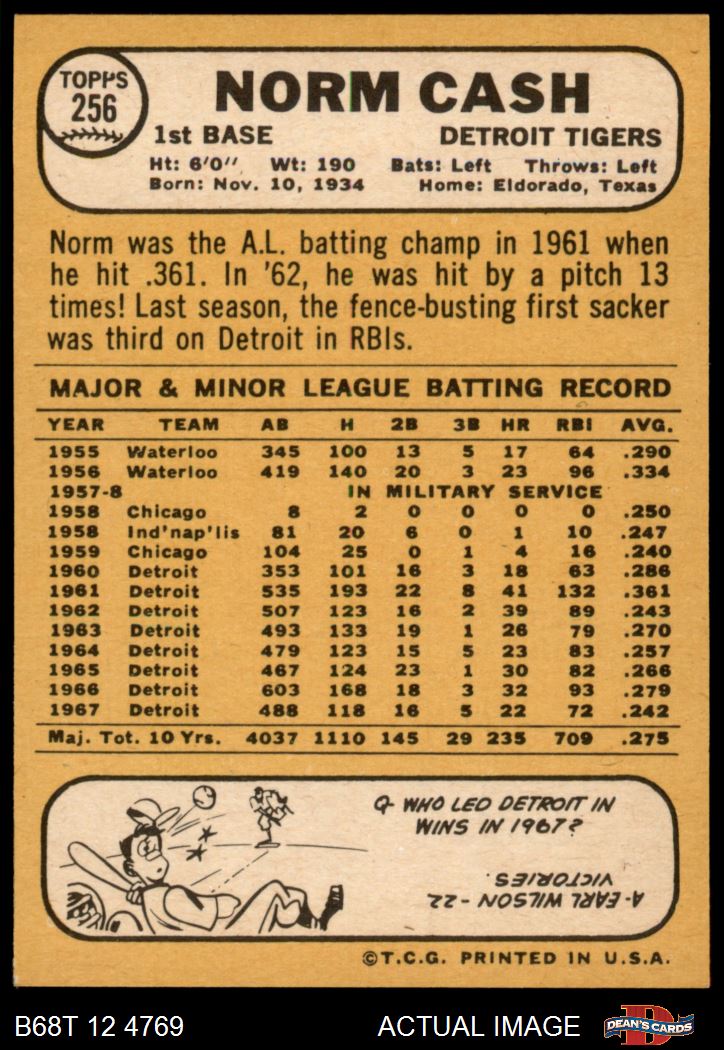 TOPPS
256
NORM CASH
1st BASE DETROIT TIGERS
Ht: 6'0" Wt: 190 Bats: Left Throws: Left
Born: Nov. 10, 1934 Home: Eldorado, Texas
Norm was the A.L. batting champ in 1961 when
he hit .361. In '62, he was hit by a pitch 13
times! Last season, the fence-busting first sacker
was third on Detroit in RBIs.
MAJOR & MINOR LEAGUE BATTING RECORD
YEAR TEAM AB H 2B 3B HR RBI AVG.
1955 Waterloo 345 100 13 5 17 64 .290
1956 Waterloo 419 140 20 3 23 96 .334
1957-8 IN MILITARY SERVICE
1958 Chicago 8 2 0 0 0 0 .250
1958 Ind'nap'lis 81 20 6 0 1 10 .247
1959 Chicago 104 25 0 1 4 16 .240
1960 Detroit 353 101 16 3 18 63 .286
1961 Detroit 535 193 22 8 41 132 .361
1962 Detroit 507 123 16 2 39 89 .243
1963 Detroit 493 133 19 1 26 79 .270
1964 Detroit 479 123 15 5 23 83 .257
1965 Detroit 467 124 23 1 30 82 .266
1966 Detroit 603 168 18 3 32 93 .279
1967 Detroit 488 118 16 5 22 72 .242
Maj. Tot. 10 Yrs. 4037 1110 145 29 235 709 .275
Q- WHO LED DETROIT IN
WINS IN 1967?
A- EARL WILSON - 22
VICTORIES.
©T.C.G. PRINTED IN U.S.A.
B68T 12 4769 ACTUAL IMAGE D DEAN'S CARDS